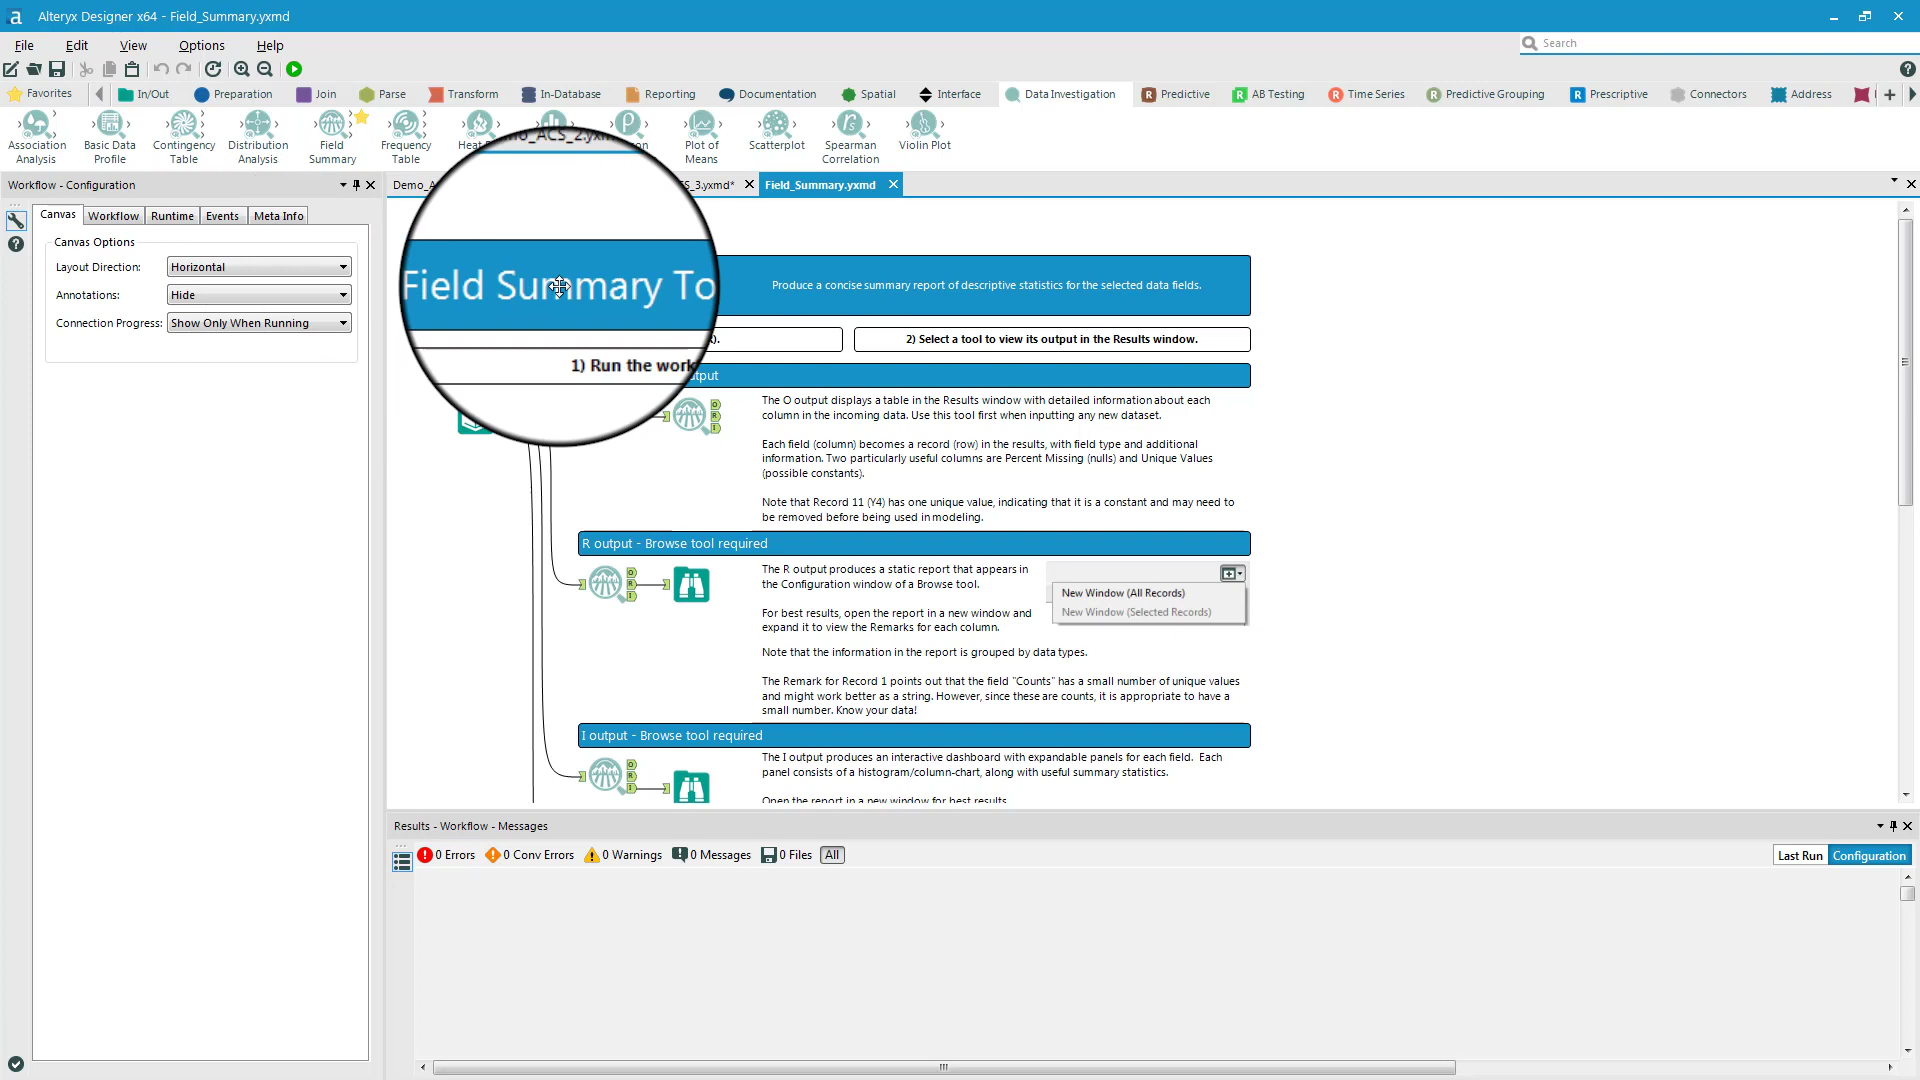 Alteryx Designer x64 - Field_Summary.yxmd
File Edit View Options Help
Search
Favorites In/Out Preparation Join Parse Transform In-Database Reporting Documentation Spatial Interface Data Investigation Predictive AB Testing Time Series Predictive Grouping Prescriptive Connectors Address
Association Analysis
Basic Data Profile
Contingency Table
Distribution Analysis
Field Summary
Frequency Table
Plot of Means
Scatterplot
Spearman Correlation
Violin Plot
Workflow - Configuration
Demo_A
S_3.yxmd*
Field_Summary.yxmd
Canvas Workflow Runtime Events Meta Info
Canvas Options
Layout Direction: Horizontal
Annotations: Hide
Connection Progress: Show Only When Running
Field Summary To
Produce a concise summary report of descriptive statistics for the selected data fields.
1) Run the work
2) Select a tool to view its output in the Results window.
The O output displays a table in the Results window with detailed information about each
column in the incoming data. Use this tool first when inputting any new dataset.
Each field (column) becomes a record (row) in the results, with field type and additional
information. Two particularly useful columns are Percent Missing (nulls) and Unique Values
(possible constants).
Note that Record 11 (Y4) has one unique value, indicating that it is a constant and may need to
be removed before being used in modeling.
R output - Browse tool required
The R output produces a static report that appears in
the Configuration window of a Browse tool.
For best results, open the report in a new window and
expand it to view the Remarks for each column.
New Window (All Records)
New Window (Selected Records)
Note that the information in the report is grouped by data types.
The Remark for Record 1 points out that the field "Counts" has a small number of unique values
and might work better as a string. However, since these are counts, it is appropriate to have a
small number. Know your data!
I output - Browse tool required
The I output produces an interactive dashboard with expandable panels for each field. Each
panel consists of a histogram/column-chart, along with useful summary statistics.
Open the report in a new window for best results
Results - Workflow - Messages
0 Errors 0 Conv Errors 0 Warnings 0 Messages 0 Files All
Last Run Configuration